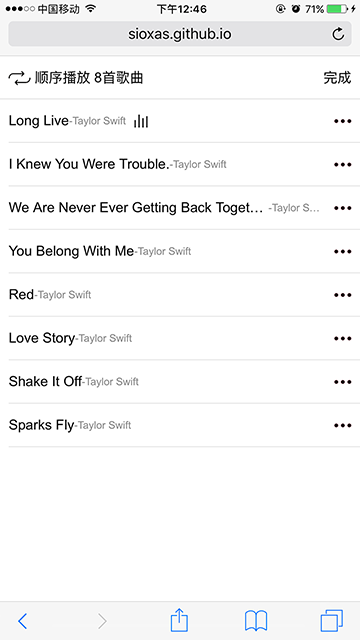 中国移动 下午12:46 71%
sioxas.github.io
顺序播放 8首歌曲 完成
Long Live-Taylor Swift
I Knew You Were Trouble.-Taylor Swift
We Are Never Ever Getting Back Toget... -Taylor S...
You Belong With Me-Taylor Swift
Red-Taylor Swift
Love Story-Taylor Swift
Shake It Off-Taylor Swift
Sparks Fly-Taylor Swift